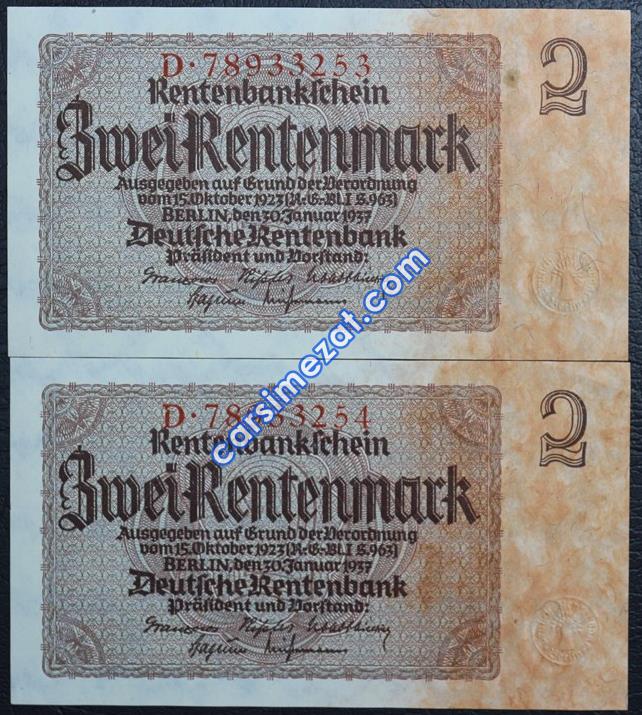 D·78933253
2
Rentenbankschein
Zwei Rentenmark
Ausgegeben auf Grund der Verordnung
vom 15. Oktober 1923 (R.-G.-Bl. I S. 963)
BERLIN, den 30. Januar 1937
Deutsche Rentenbank
Präsident und Vorstand:
carsimezat.com
D·78933254
2
Rentenbankschein
Zwei Rentenmark
Ausgegeben auf Grund der Verordnung
vom 15. Oktober 1923 (R.-G.-Bl. I S. 963)
BERLIN, den 30. Januar 1937
Deutsche Rentenbank
Präsident und Vorstand: